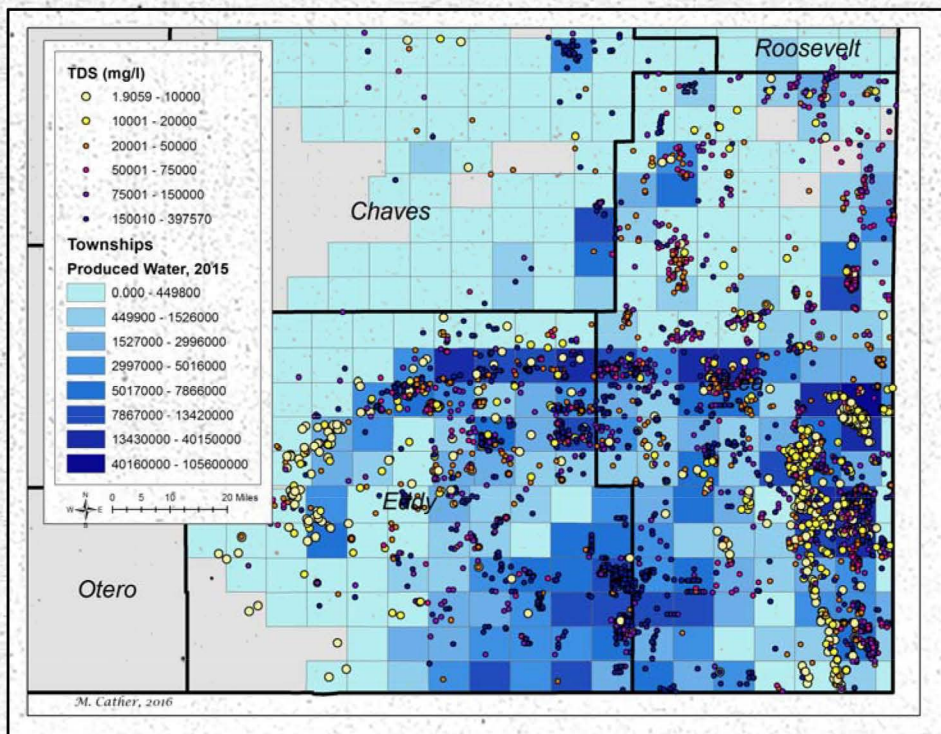 Roosevelt
TDS (mg/l)
1.9059 - 10000
10001 - 20000
20001 - 50000
50001 - 75000
75001 - 150000
150010 - 397570
Townships
Produced Water, 2015
0.000 - 449800
449900 - 1526000
1527000 - 2996000
2997000 - 5016000
5017000 - 7866000
7867000 - 13420000
13430000 - 40150000
40160000 - 105600000
N
W E
S
0 5 10 20 Miles
Chaves
Lea
Eddy
Otero
M. Cather, 2016